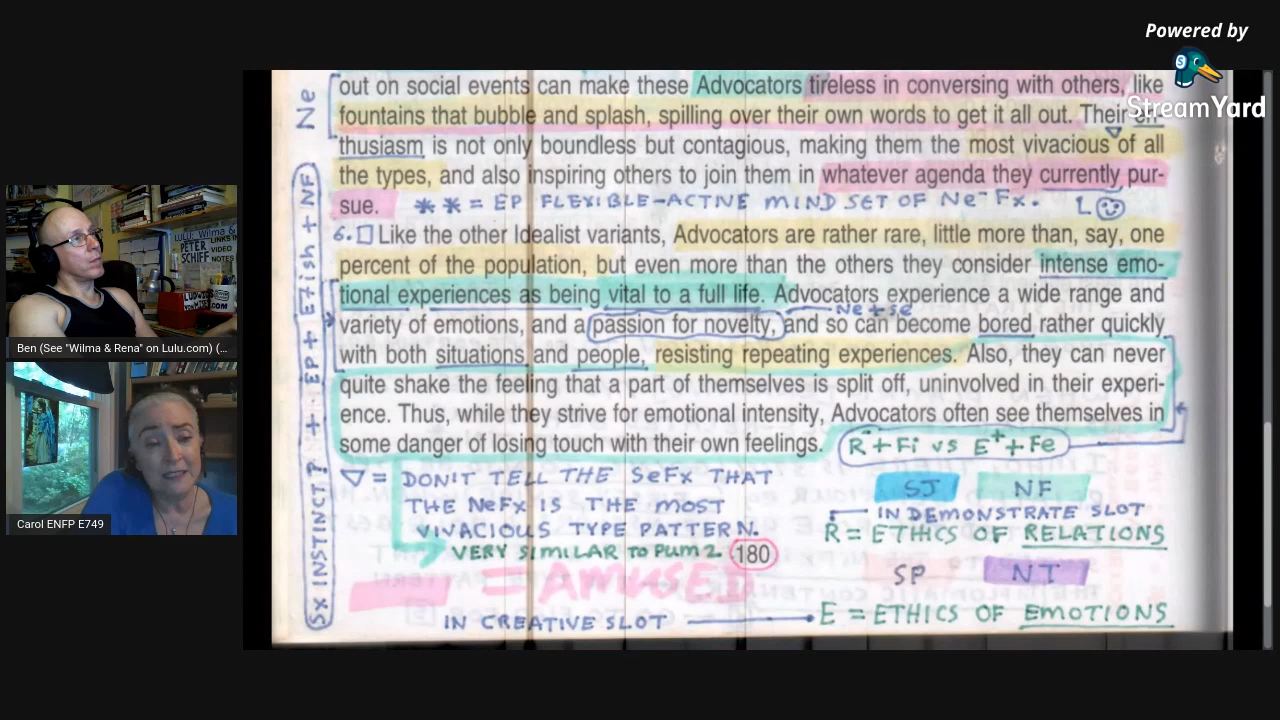 Powered by
StreamYard
out on social events can make these Advocators tireless in conversing with others, like
fountains that bubble and splash, spilling over their own words to get it all out. Their en-
thusiasm is not only boundless but contagious, making them the most vivacious of all
the types, and also inspiring others to join them in whatever agenda they currently pur-
sue. ** = EP FLEXIBLE-ACTIVE MIND SET OF Ne-Fx. L
6. Like the other Idealist variants, Advocators are rather rare, little more than, say, one
percent of the population, but even more than the others they consider intense emo-
tional experiences as being vital to a full life. Advocators experience a wide range and
Ne + se
variety of emotions, and a passion for novelty, and so can become bored rather quickly
with both situations and people, resisting repeating experiences. Also, they can never
quite shake the feeling that a part of themselves is split off, uninvolved in their experi-
ence. Thus, while they strive for emotional intensity, Advocators often see themselves in
some danger of losing touch with their own feelings. R-+Fi vs E++Fe
▽ = DON'T TELL THE SeFx THAT
THE NeFx IS THE MOST
VIVACIOUS TYPE PATTERN.
VERY SIMILAR TO PUM 2 180
= AMUSED
IN CREATIVE SLOT
SJ NF
IN DEMONSTRATE SLOT
R = ETHICS OF RELATIONS
SP NT
E = ETHICS OF EMOTIONS
Ne
Sx INSTINCT? + EP + E7ish + NF
LULU: Wilma &
PETER
SCHIFF
LINKS IN
VIDEO
NOTES
Ben (See "Wilma & Rena" on Lulu.com) (...
Carol ENFP E749